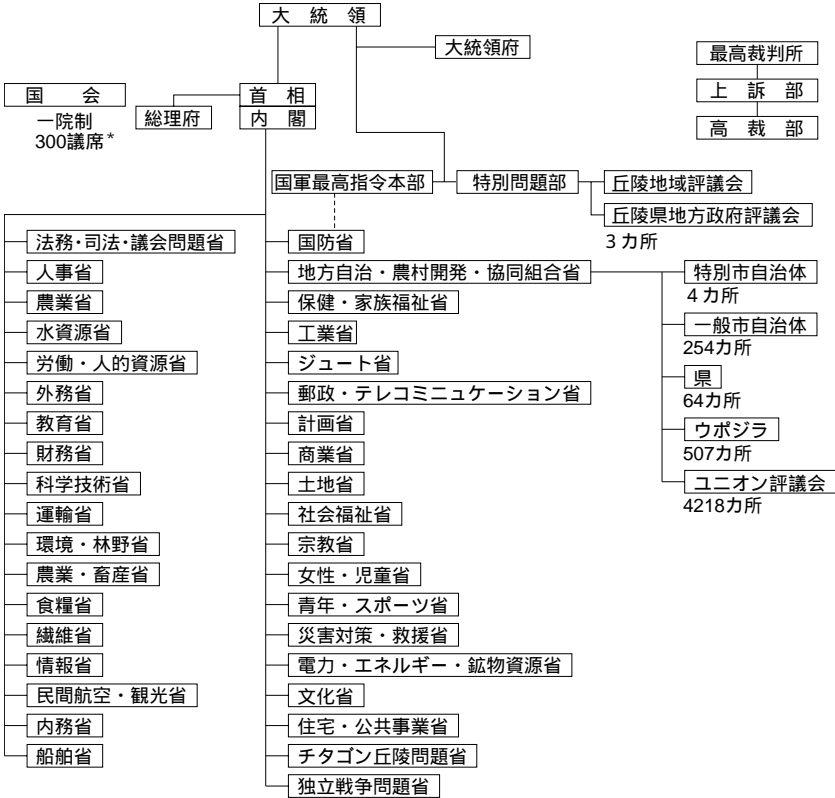 大統領
大統領府
最高裁判所
上訴部
高裁部
国会
一院制
300議席*
総理府
首相
内閣
国軍最高指令本部
特別問題部
丘陵地域評議会
丘陵県地方政府評議会
3カ所
法務・司法・議会問題省
人事省
農業省
水資源省
労働・人的資源省
外務省
教育省
財務省
科学技術省
運輸省
環境・林野省
農業・畜産省
食糧省
繊維省
情報省
民間航空・観光省
内務省
船舶省
国防省
地方自治・農村開発・協同組合省
保健・家族福祉省
工業省
ジュート省
郵政・テレコミニュケーション省
計画省
商業省
土地省
社会福祉省
宗教省
女性・児童省
青年・スポーツ省
災害対策・救援省
電力・エネルギー・鉱物資源省
文化省
住宅・公共事業省
チタゴン丘陵問題省
独立戦争問題省
特別市自治体
4カ所
一般市自治体
254カ所
県
64カ所
ウポジラ
507カ所
ユニオン評議会
4218カ所